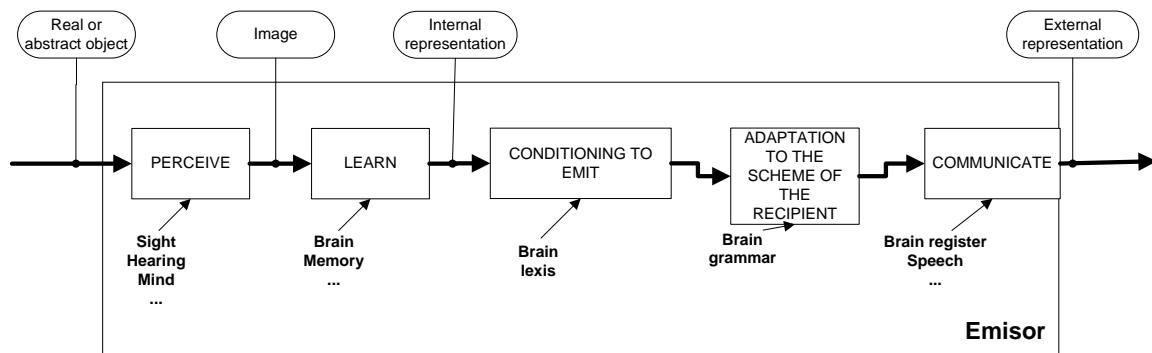 Real or
abstract object
Image
Internal
representation
External
representation
PERCEIVE
LEARN
CONDITIONING TO
EMIT
ADAPTATION
TO THE
SCHEME OF
THE
RECIPIENT
COMMUNICATE
Sight
Hearing
Mind
...
Brain
Memory
...
Brain
lexis
Brain
grammar
Brain register
Speech
...
Emisor